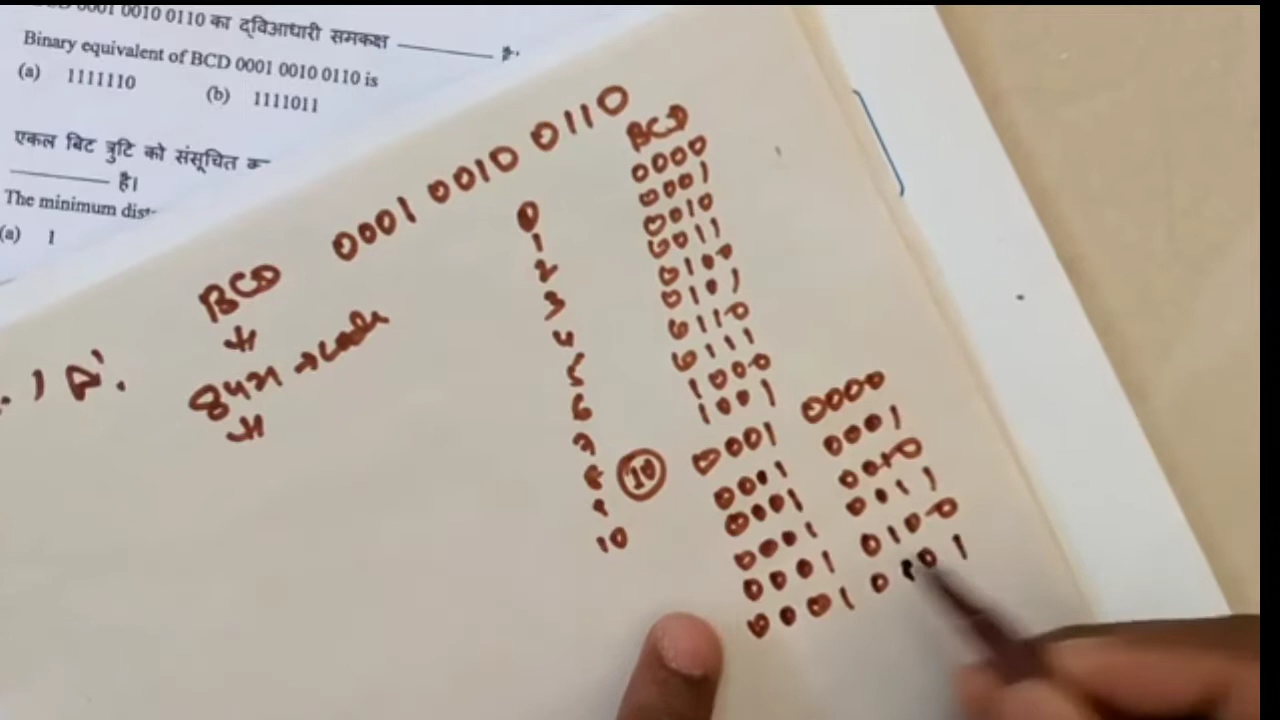 BCD 0001 0010 0110 का द्विआधारी समकक्ष ________ है।
Binary equivalent of BCD 0001 0010 0110 is
(a) 1111110 (b) 1111011
एकल बिट त्रुटि को संसूचित
________ है।
The minimum
(a) 1
BCD 0001 0010 0110
8421 → code
BCD
0 0000
1 0001
2 0010
3 0011
4 0100
5 0101
6 0110
7 0111
8 1000
9 1001
10 0001 0000
10
0001 0001
0001 0010
0001 0011
0001 0100
0001 0101